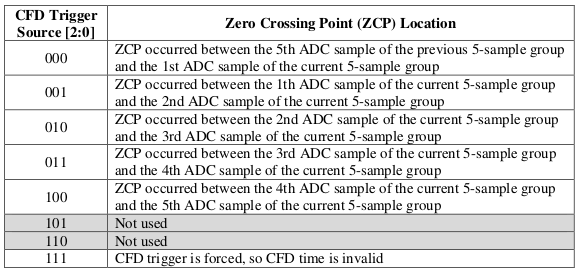 CFD Trigger
Source [2:0]
Zero Crossing Point (ZCP) Location
000
ZCP occurred between the 5th ADC sample of the previous 5-sample group
and the 1st ADC sample of the current 5-sample group
001
ZCP occurred between the 1th ADC sample of the current 5-sample group
and the 2nd ADC sample of the current 5-sample group
010
ZCP occurred between the 2nd ADC sample of the current 5-sample group
and the 3rd ADC sample of the current 5-sample group
011
ZCP occurred between the 3rd ADC sample of the current 5-sample group
and the 4th ADC sample of the current 5-sample group
100
ZCP occurred between the 4th ADC sample of the current 5-sample group
and the 5th ADC sample of the current 5-sample group
101
Not used
110
Not used
111
CFD trigger is forced, so CFD time is invalid